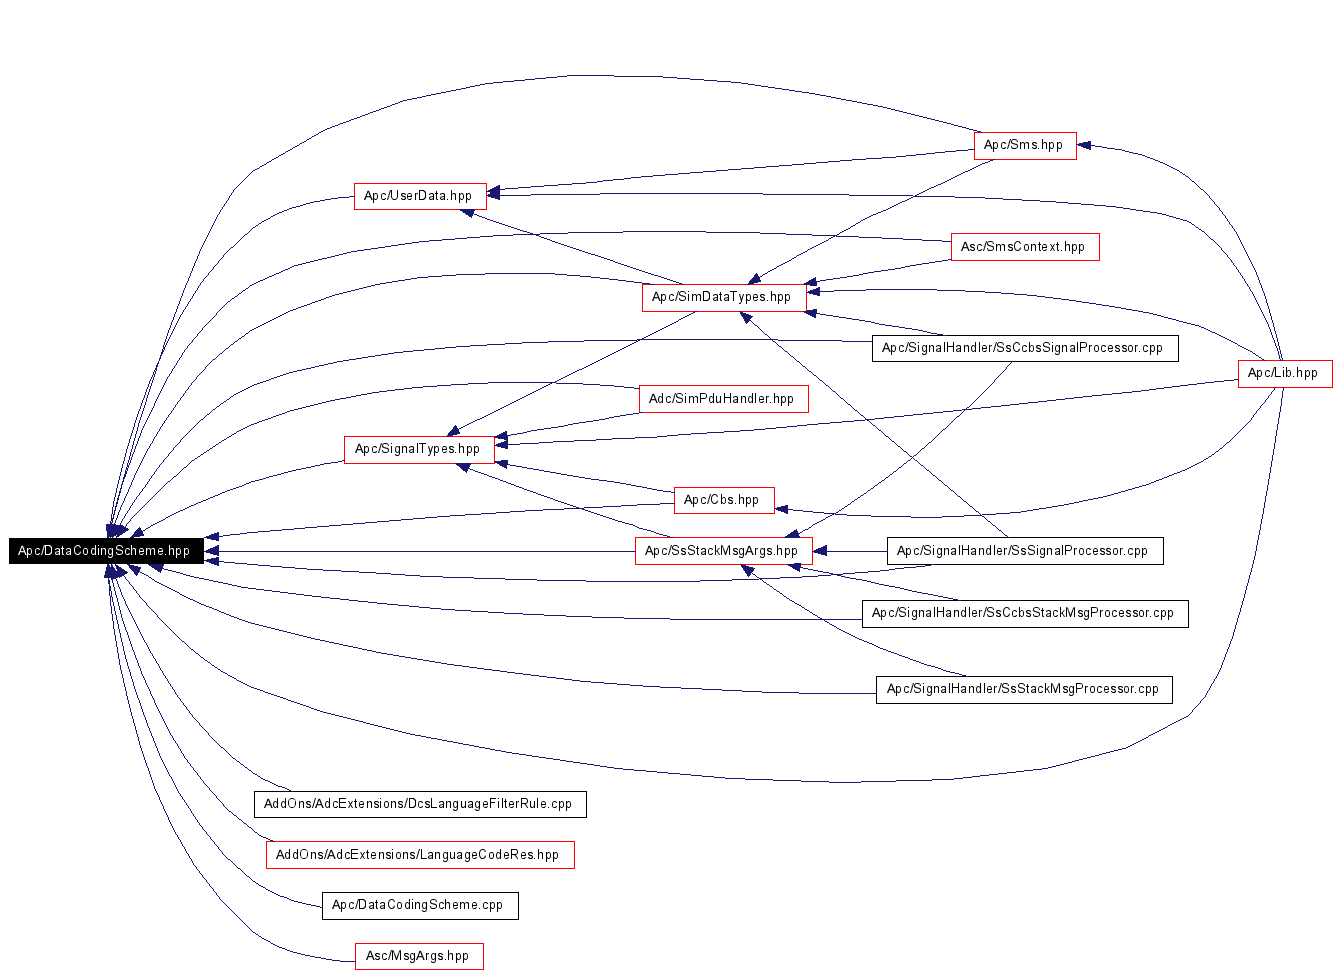 Apc/Sms.hpp
Apc/UserData.hpp
Asc/SmsContext.hpp
Apc/SimDataTypes.hpp
Apc/SignalHandler/SsCcbsSignalProcessor.cpp
Apc/Lib.hpp
Adc/SimPduHandler.hpp
Apc/SignalTypes.hpp
Apc/Cbs.hpp
Apc/DataCodingScheme.hpp
Apc/SsStackMsgArgs.hpp
Apc/SignalHandler/SsSignalProcessor.cpp
Apc/SignalHandler/SsCcbsStackMsgProcessor.cpp
Apc/SignalHandler/SsStackMsgProcessor.cpp
AddOns/AdcExtensions/DcsLanguageFilterRule.cpp
AddOns/AdcExtensions/LanguageCodeRes.hpp
Apc/DataCodingScheme.cpp
Asc/MsgArgs.hpp